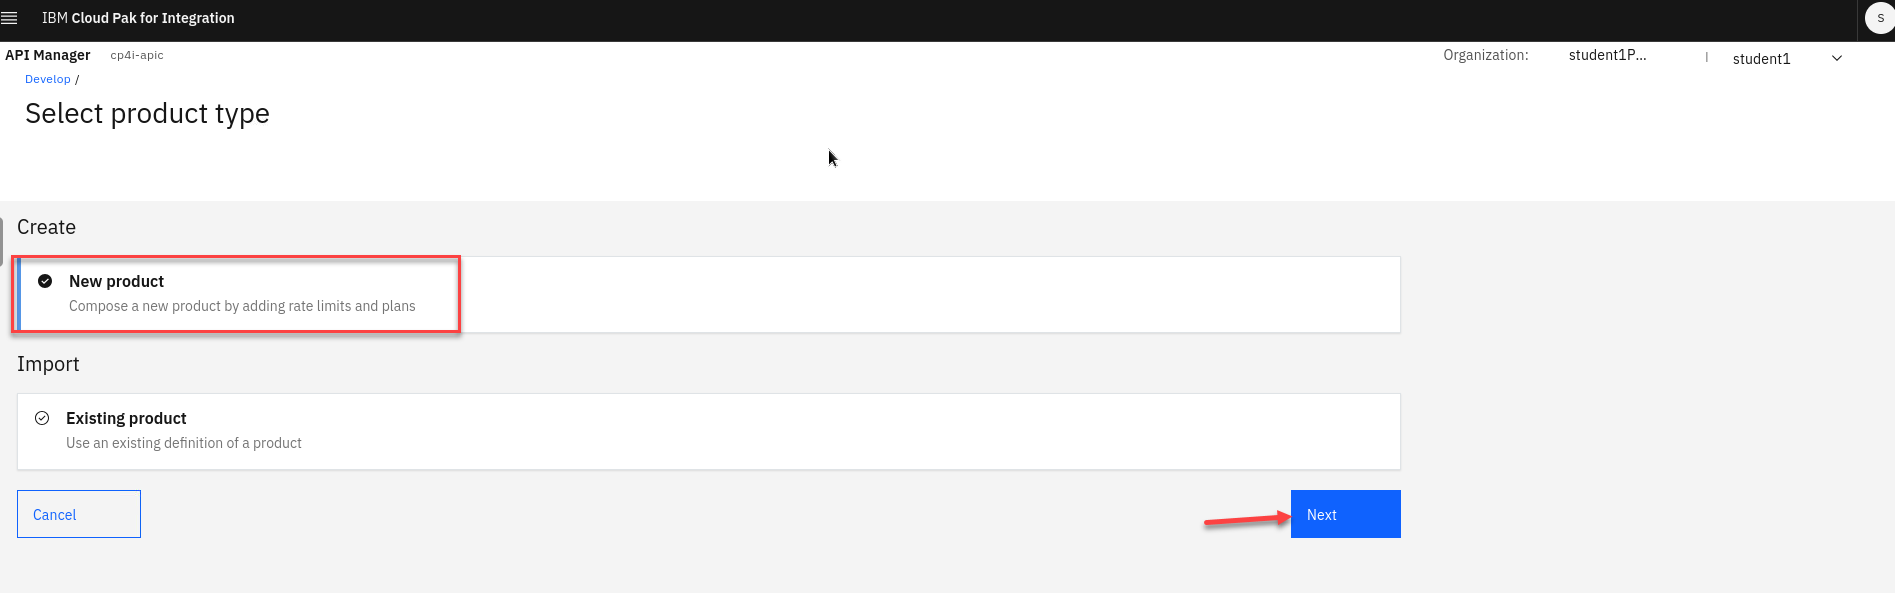 IBM Cloud Pak for Integration
S
API Manager cp4i-apic
Organization: student1P... | student1
Develop /
Select product type
Create
New product
Compose a new product by adding rate limits and plans
Import
Existing product
Use an existing definition of a product
Cancel
Next